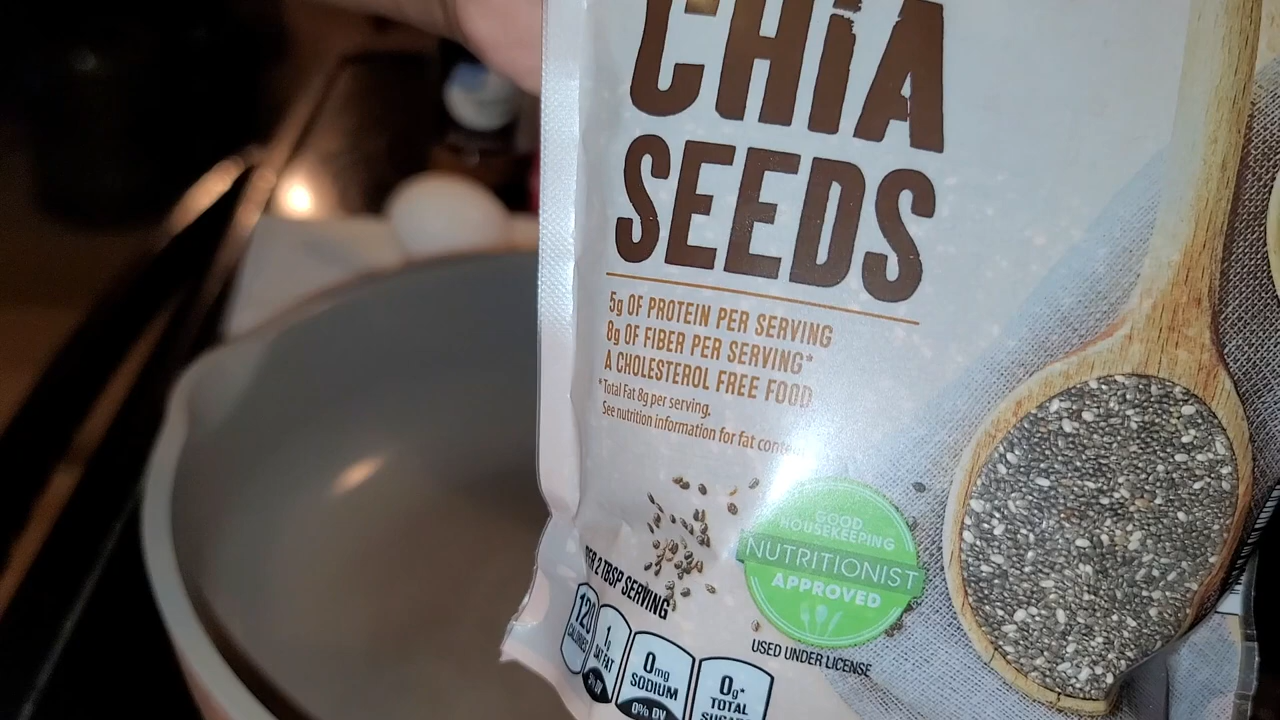 CHiA
SEEDS
5g OF PROTEIN PER SERVING
8g OF FIBER PER SERVING*
A CHOLESTEROL FREE FOOD
*Total Fat 8g per serving.
See nutrition information for fat
GOOD
HOUSEKEEPING
NUTRITIONIST
APPROVED
USED UNDER LICENSE
PER 2 TBSP SERVING
120
CALORIES
1g
SAT FAT
0mg
SODIUM
0% DV
0g*
TOTAL